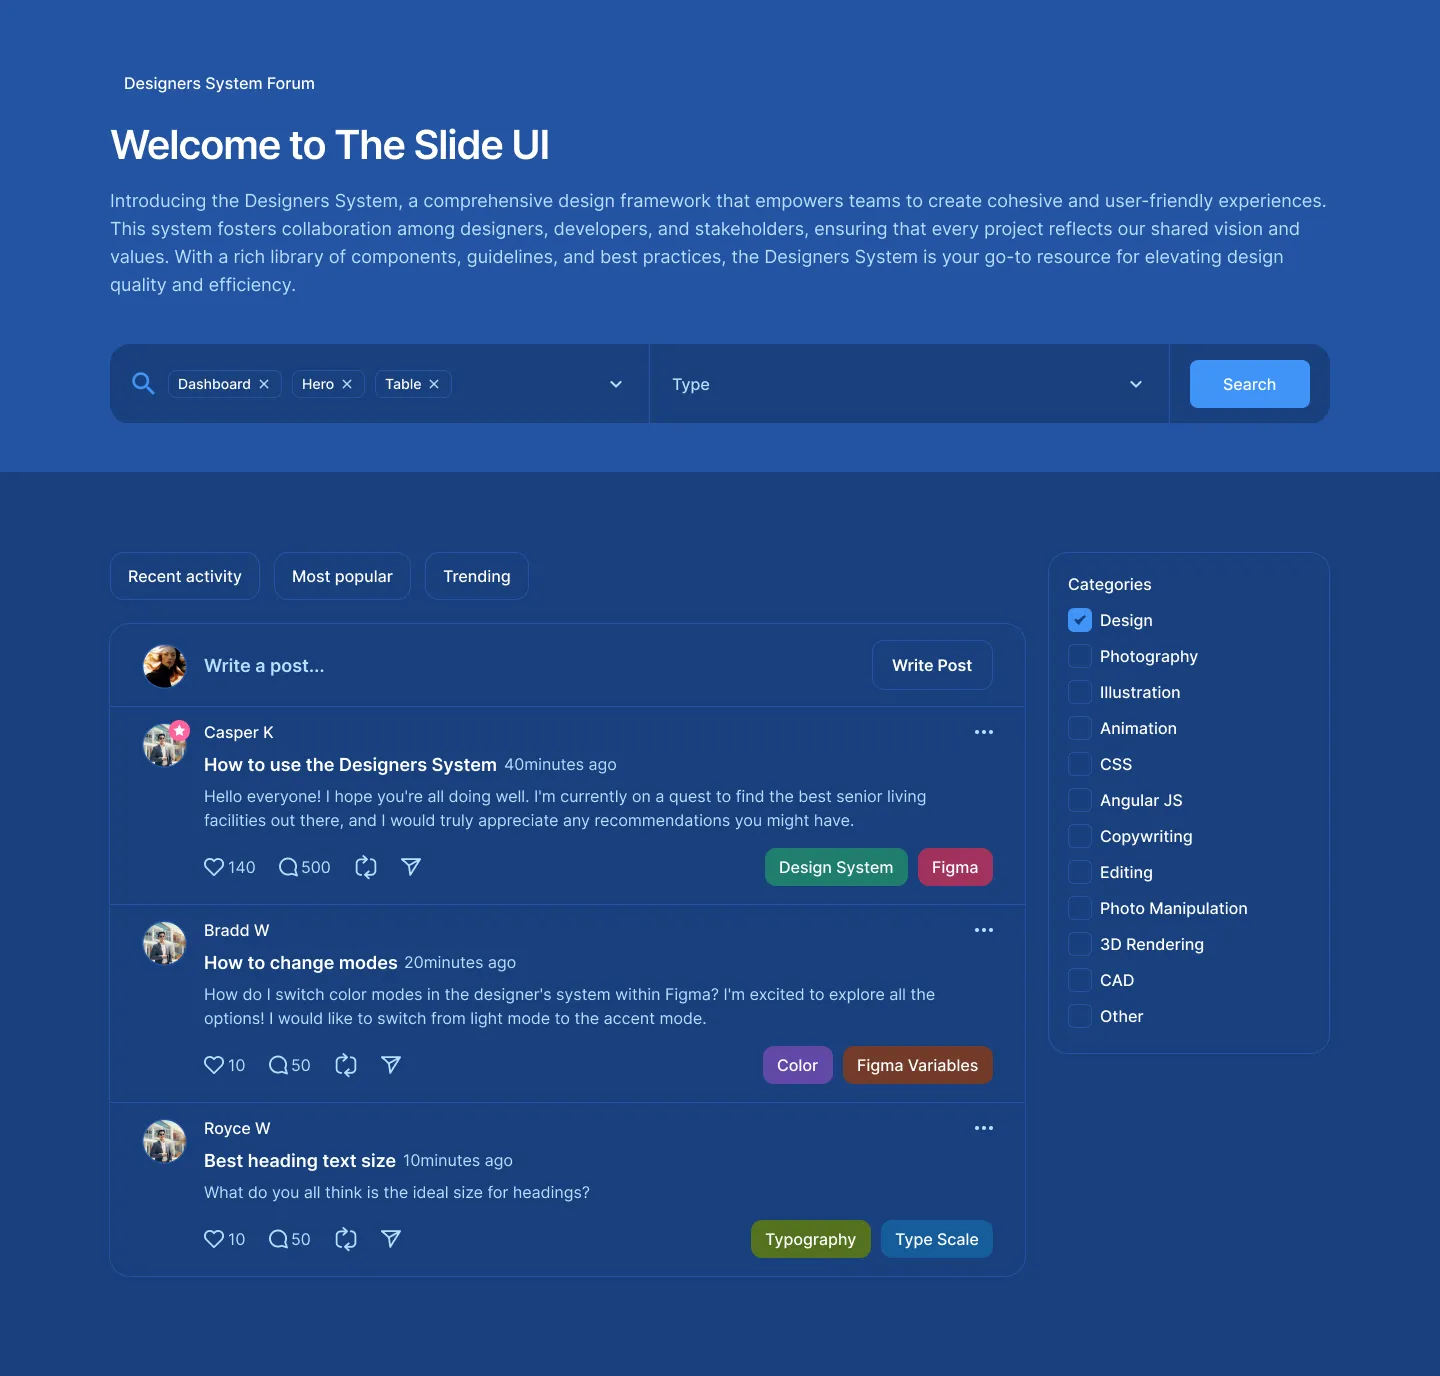 Designers System Forum
Welcome to The Slide UI
Introducing the Designers System, a comprehensive design framework that empowers teams to create cohesive and user-friendly experiences.
This system fosters collaboration among designers, developers, and stakeholders, ensuring that every project reflects our shared vision and
values. With a rich library of components, guidelines, and best practices, the Designers System is your go-to resource for elevating design
quality and efficiency.
Dashboard Hero Table Type Search
Recent activity Most popular Trending
Write a post... Write Post
Casper K
How to use the Designers System 40minutes ago
Hello everyone! I hope you're all doing well. I'm currently on a quest to find the best senior living
facilities out there, and I would truly appreciate any recommendations you might have.
140 500 Design System Figma
Bradd W
How to change modes 20minutes ago
How do I switch color modes in the designer's system within Figma? I'm excited to explore all the
options! I would like to switch from light mode to the accent mode.
10 50 Color Figma Variables
Royce W
Best heading text size 10minutes ago
What do you all think is the ideal size for headings?
10 50 Typography Type Scale
Categories
Design
Photography
Illustration
Animation
CSS
Angular JS
Copywriting
Editing
Photo Manipulation
3D Rendering
CAD
Other